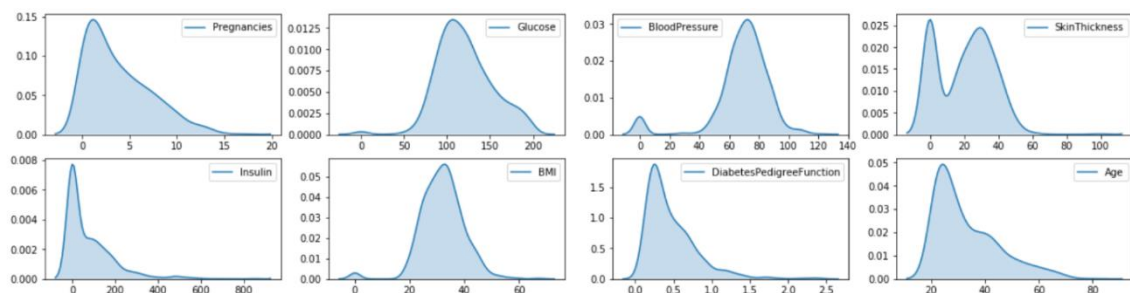 0.15
0.10
0.05
0.00
Pregnancies
0 5 10 15 20
0.0125
0.0100
0.0075
0.0050
0.0025
0.0000
Glucose
0 50 100 150 200
0.03
0.02
0.01
0.00
BloodPressure
0 20 40 60 80 100 120 140
0.025
0.020
0.015
0.010
0.005
0.000
SkinThickness
0 20 40 60 80 100
0.008
0.006
0.004
0.002
0.000
Insulin
0 200 400 600 800
0.05
0.04
0.03
0.02
0.01
0.00
BMI
0 20 40 60
1.5
1.0
0.5
0.0
DiabetesPedigreeFunction
0.0 0.5 1.0 1.5 2.0 2.5
0.05
0.04
0.03
0.02
0.01
0.00
Age
20 40 60 80